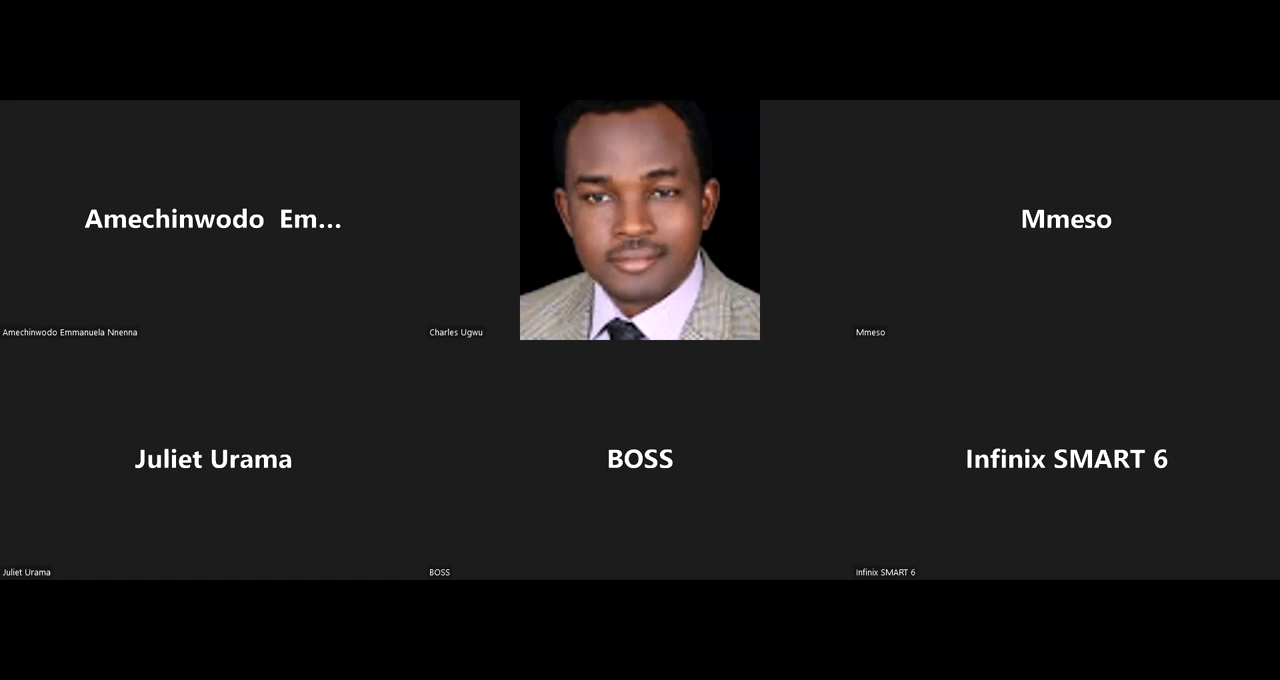 Amechinwodo  Em...
Mmeso
Amechinwodo Emmanuela Nnenna
Charles Ugwu
Mmeso
Juliet Urama
BOSS
Infinix SMART 6
Juliet Urama
BOSS
Infinix SMART 6